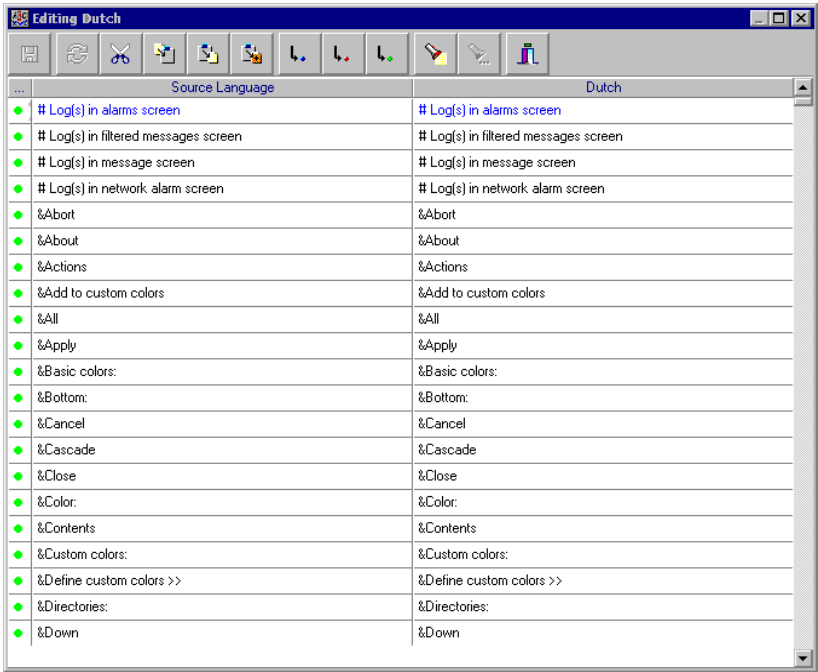 Editing Dutch
... Source Language Dutch
# Log(s) in alarms screen # Log(s) in alarms screen
# Log(s) in filtered messages screen # Log(s) in filtered messages screen
# Log(s) in message screen # Log(s) in message screen
# Log(s) in network alarm screen # Log(s) in network alarm screen
&Abort &Abort
&About &About
&Actions &Actions
&Add to custom colors &Add to custom colors
&All &All
&Apply &Apply
&Basic colors: &Basic colors:
&Bottom: &Bottom:
&Cancel &Cancel
&Cascade &Cascade
&Close &Close
&Color: &Color:
&Contents &Contents
&Custom colors: &Custom colors:
&Define custom colors >> &Define custom colors >>
&Directories: &Directories:
&Down &Down